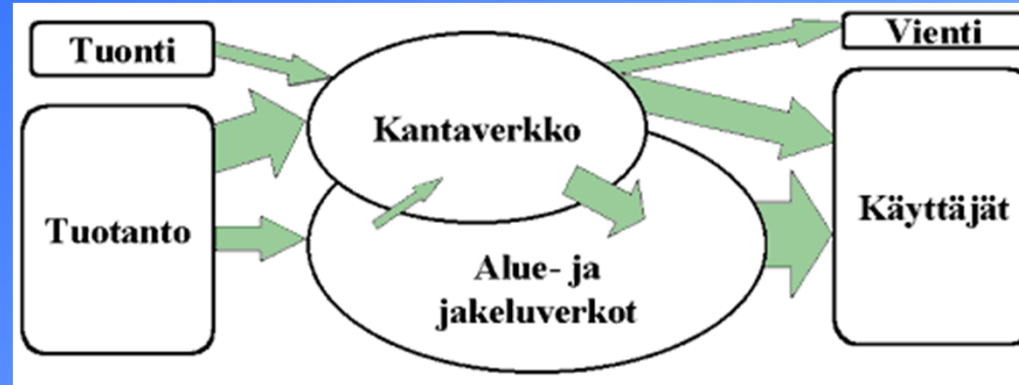 Tuonti
Vienti
Kantaverkko
Tuotanto
Käyttäjät
Alue- ja
jakeluverkot